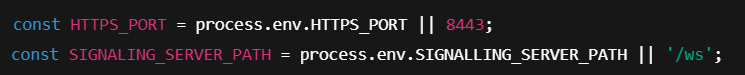 const HTTPS_PORT = process.env.HTTPS_PORT || 8443;
const SIGNALING_SERVER_PATH = process.env.SIGNALLING_SERVER_PATH || '/ws';